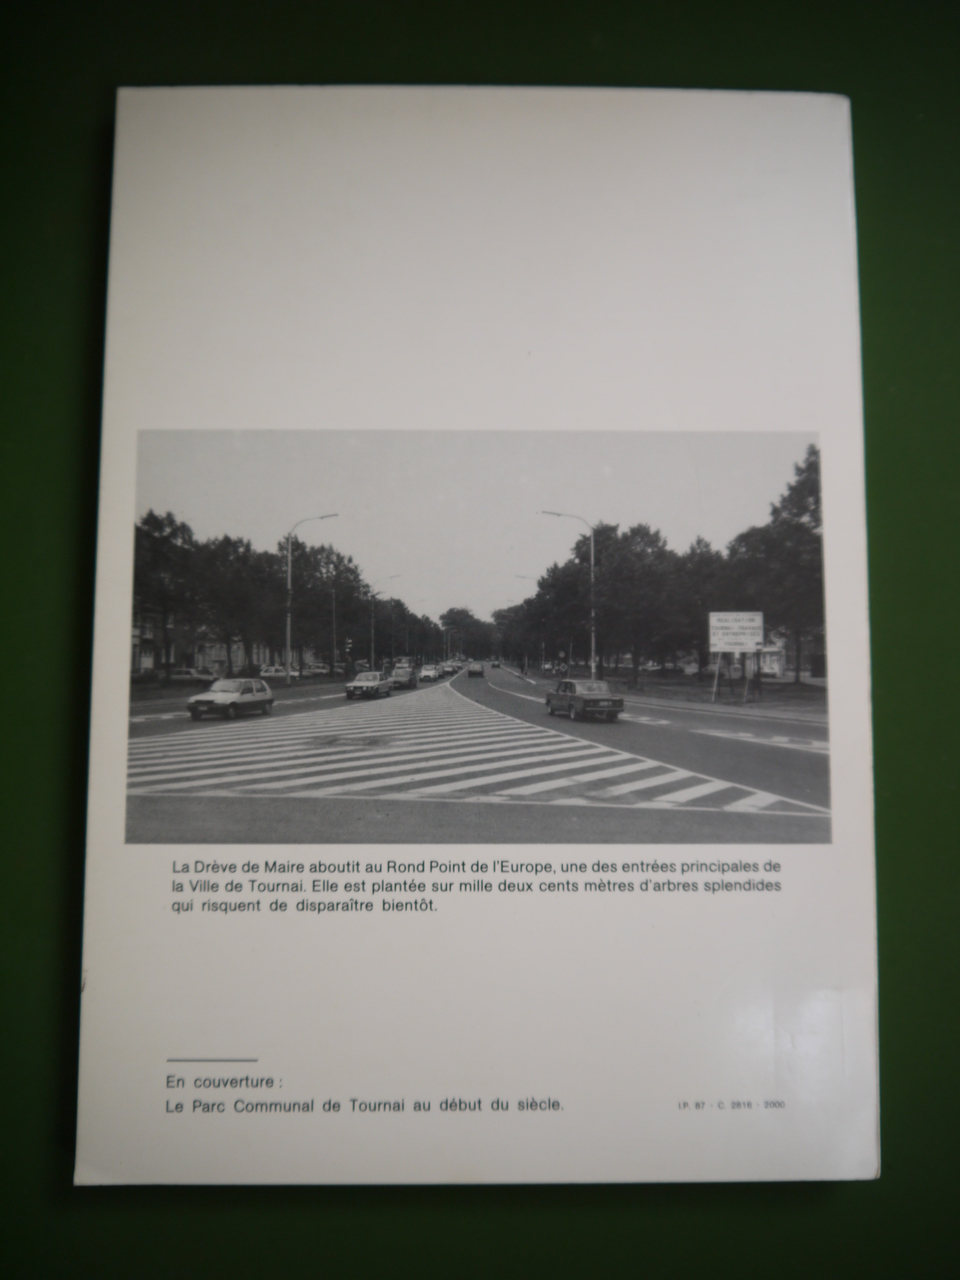 REALISATION
La Drève de Maire aboutit au Rond Point de l'Europe, une des entrées principales de
la Ville de Tournai. Elle est plantée sur mille deux cents mètres d'arbres splendides
qui risquent de disparaître bientôt.
En couverture :
Le Parc Communal de Tournai au début du siècle.
I.P. 87 - C. 2816 - 2000